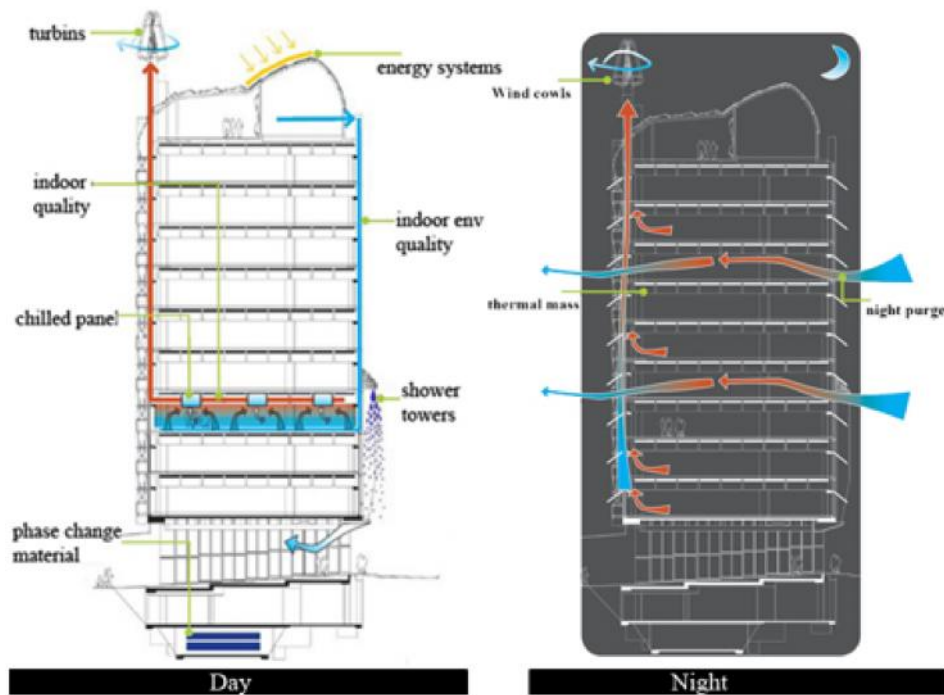 turbins
energy systems
indoor
quality
indoor env
quality
chilled panel
shower
towers
phase change
material
Day
Wind cowls
thermal mass
night purge
Night